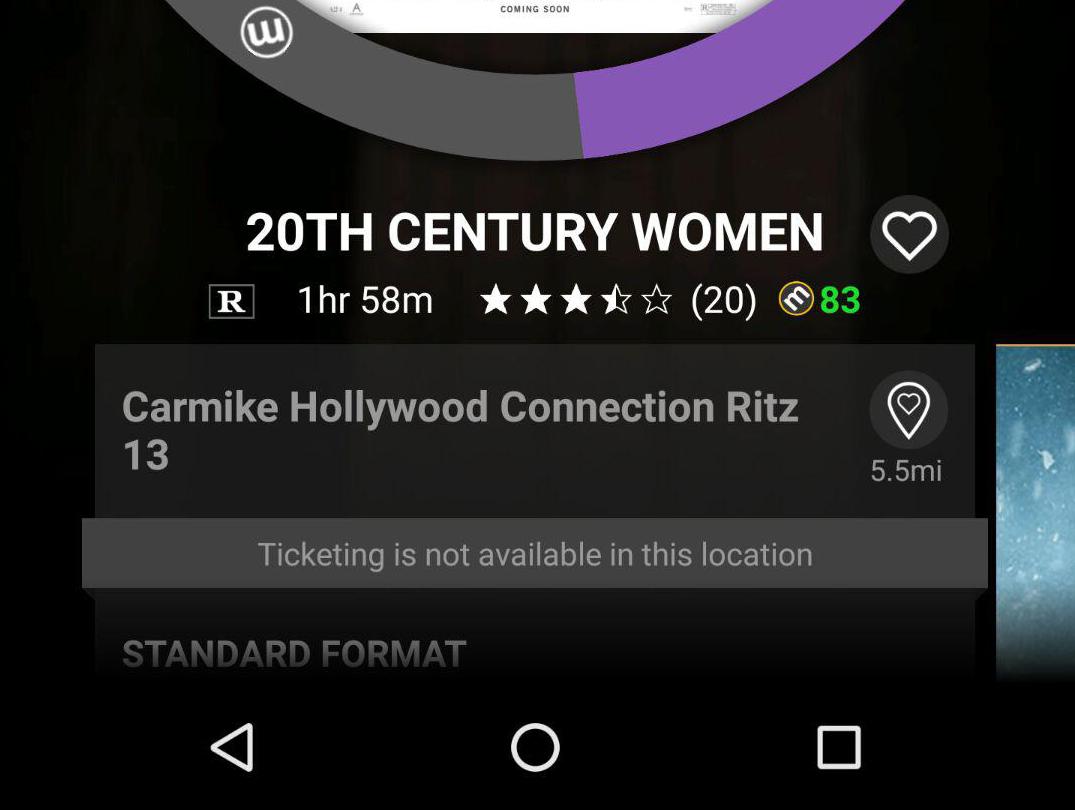 COMING SOON
20TH CENTURY WOMEN
R 1hr 58m (20) m 83
Carmike Hollywood Connection Ritz
13
5.5mi
Ticketing is not available in this location
STANDARD FORMAT